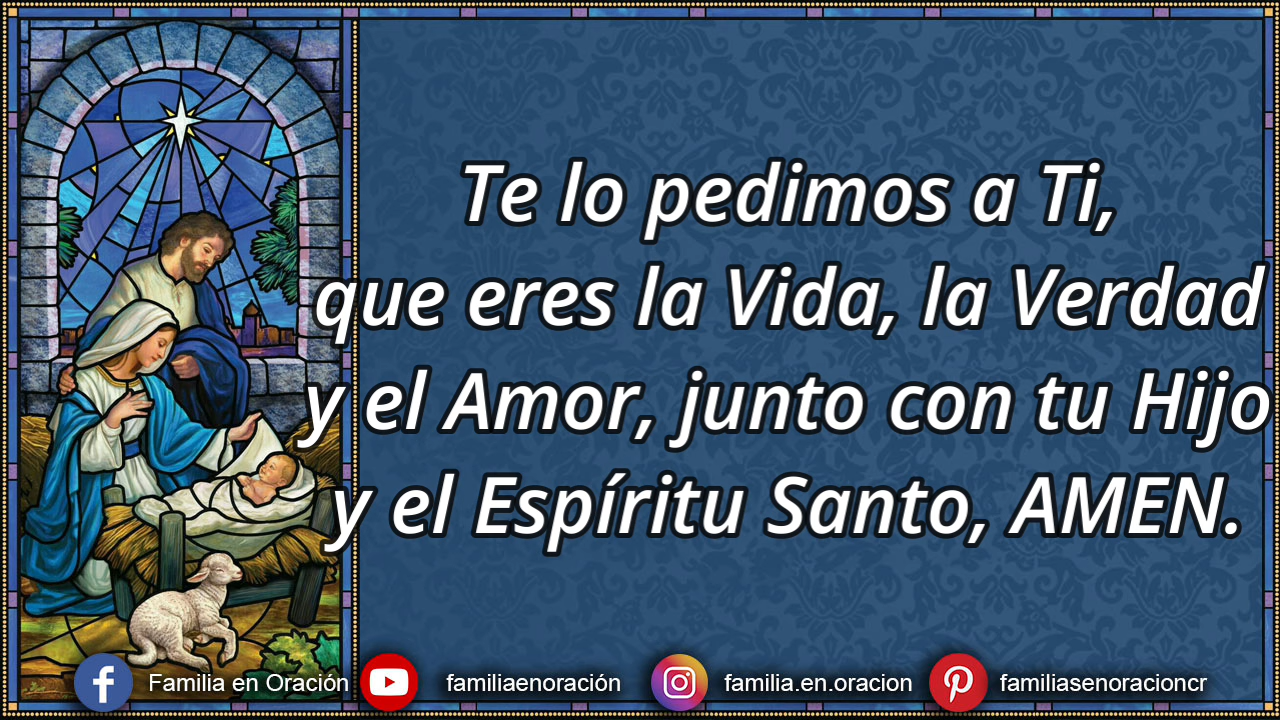 Te lo pedimos a Ti,
que eres la Vida, la Verdad
y el Amor, junto con tu Hijo
y el Espíritu Santo, AMEN.
Familia en Oración familiaenoración familia.en.oracion familiasenoracioncr